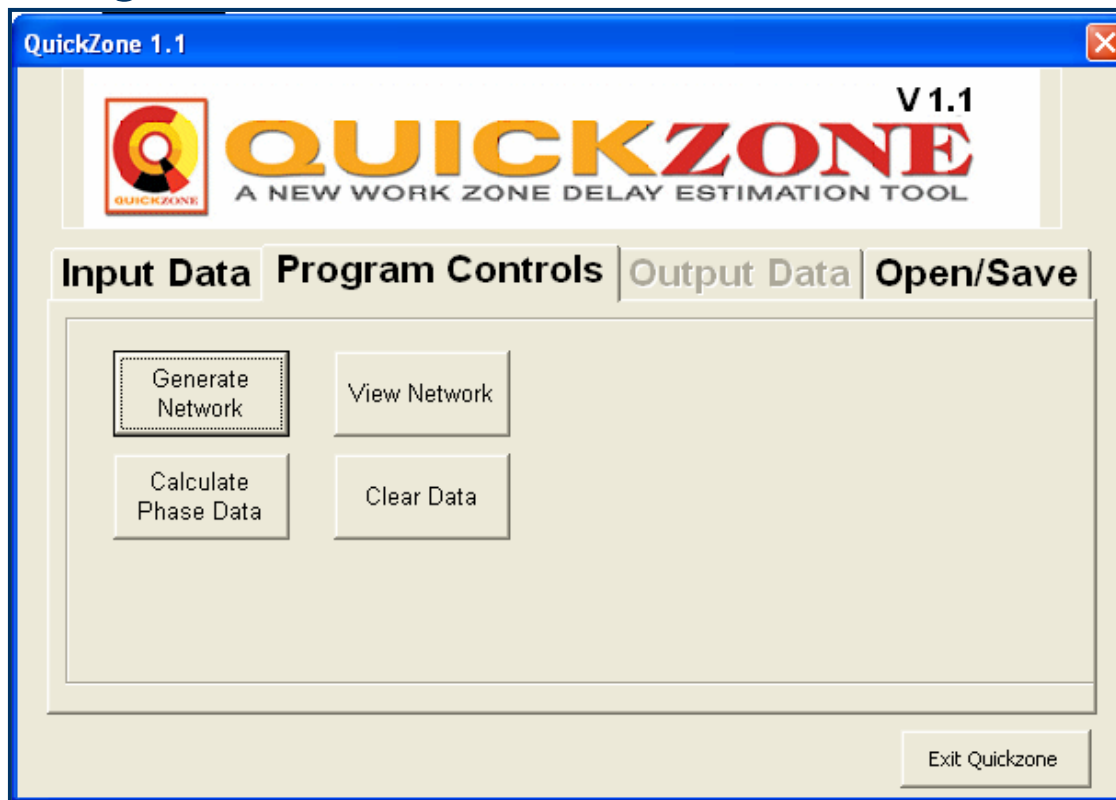 QuickZone 1.1
V 1.1
QUICKZONE
QUICKZONE
A NEW WORK ZONE DELAY ESTIMATION TOOL
Input Data Program Controls Output Data Open/Save
Generate
Network
View Network
Calculate
Phase Data
Clear Data
Exit Quickzone